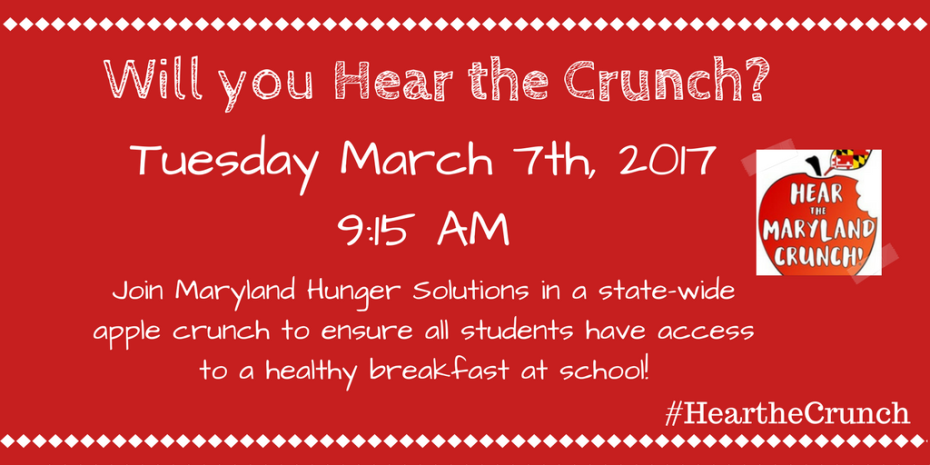 Will you Hear the Crunch?
Tuesday March 7th, 2017
9:15 AM
HEAR
THE
MARYLAND
CRUNCH!
Join Maryland Hunger Solutions in a state-wide
apple crunch to ensure all students have access
to a healthy breakfast at school!
#HeartheCrunch